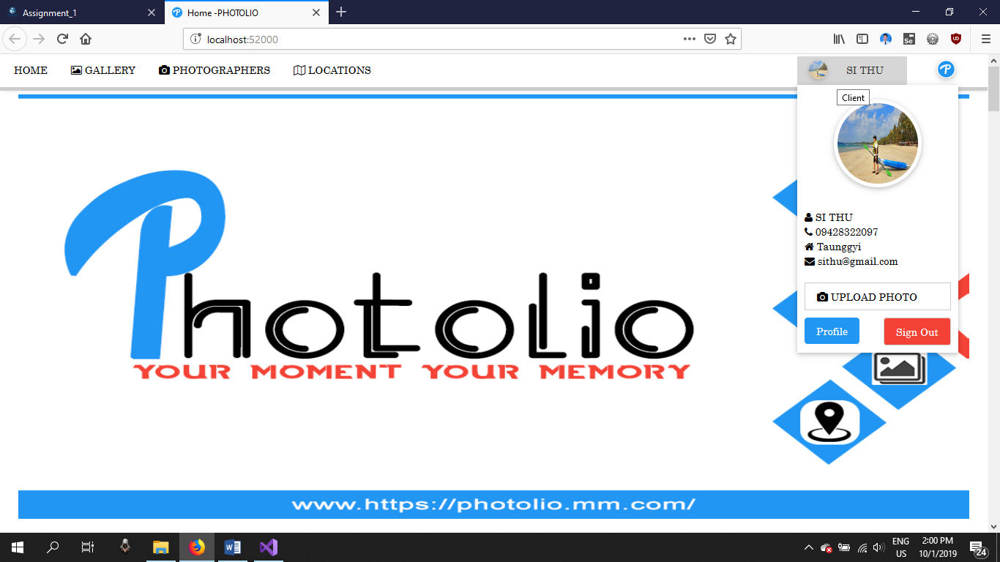 Assignment_1
Home -PHOTOLIO
localhost:52000
HOME
GALLERY
PHOTOGRAPHERS
LOCATIONS
SI THU
Client
SI THU
09428322097
Taunggyi
sithu@gmail.com
UPLOAD PHOTO
Profile
Sign Out
Photolio
YOUR MOMENT YOUR MEMORY
www.https://photolio.mm.com/
ENG
US
2:00 PM
10/1/2019
24